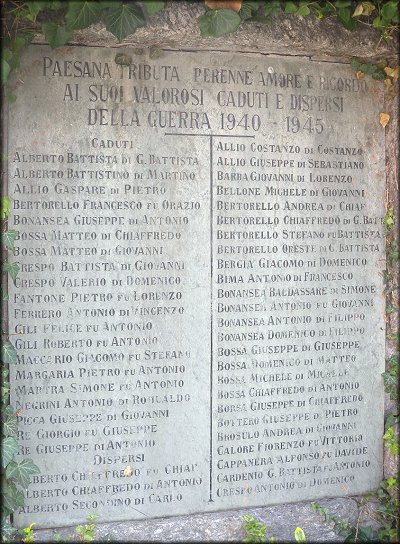 PAESANA TRIBUTA PERENNE AMORE E RICORDO
AI SUOI VALOROSI CADUTI E DISPERSI
DELLA GUERRA 1940 - 1945
CADUTI
ALBERTO BATTISTA DI G. BATTISTA
ALBERTO BATTISTINO DI MARTINO
ALLIO GASPARE DI PIETRO
BERTORELLO FRANCESCO FU ORAZIO
BONANSEA GIUSEPPE DI ANTONIO
BOSSA MATTEO DI CHIAFFREDO
BOSSA MATTEO DI GIOVANNI
CRESPO BATTISTA DI GIOVANNI
CRESPO VALERIO DI DOMENICO
FANTONE PIETRO FU LORENZO
FERRERO ANTONIO DI VINCENZO
GILI FELICE FU ANTONIO
GILI ROBERTO FU ANTONIO
MACCARIO GIACOMO FU STEFANO
MARGARIA PIETRO FU ANTONIO
MARTRA SIMONE FU ANTONIO
NEGRINI ANTONIO DI ROMUALDO
PICCA GIUSEPPE DI GIOVANNI
RE GIORGIO FU GIUSEPPE
RE GIUSEPPE DI ANTONIO
DISPERSI
ALBERTO CHIAFFREDO FU CHIAF
ALBERTO CHIAFFREDO DI ANTONIO
ALBERTO SECONDINO DI CARLO
ALLIO COSTANZO DI COSTANZO
ALLIO GIUSEPPE DI SEBASTIANO
BARRA GIOVANNI DI LORENZO
BELLONE MICHELE DI GIOVANNI
BERTORELLO ANDREA DI CHIAF
BERTORELLO CHIAFFREDO DI G. BATT
BERTORELLO STEFANO FU BATTISTA
BERTORELLO ORESTE DI G. BATTISTA
BERGIA GIACOMO DI DOMENICO
BIMA ANTONIO DI FRANCESCO
BONANSEA BALDASSARE DI SIMONE
BONANSEA ANTONIO FU GIOVANNI
BONANSEA ANTONIO DI FILIPPO
BONANSEA DOMENICO DI FILIPPO
BOSSA GIUSEPPE DI GIUSEPPE
BOSSA DOMENICO DI MATTEO
BOSSA MICHELE DI MICHELE
BOSSA CHIAFFREDO DI ANTONIO
BORSA GIUSEPPE DI CHIAFFREDO
BOTTERO GIUSEPPE DI PIETRO
BROSULO ANDREA DI GIOVANNI
CALORE FIORENZO FU VITTORIO
CAPPANERA ALFONSO FU DAVIDE
GARDENIO G. BATTISTA FU ANTONIO
CRESPO ANTONIO DI DOMENICO